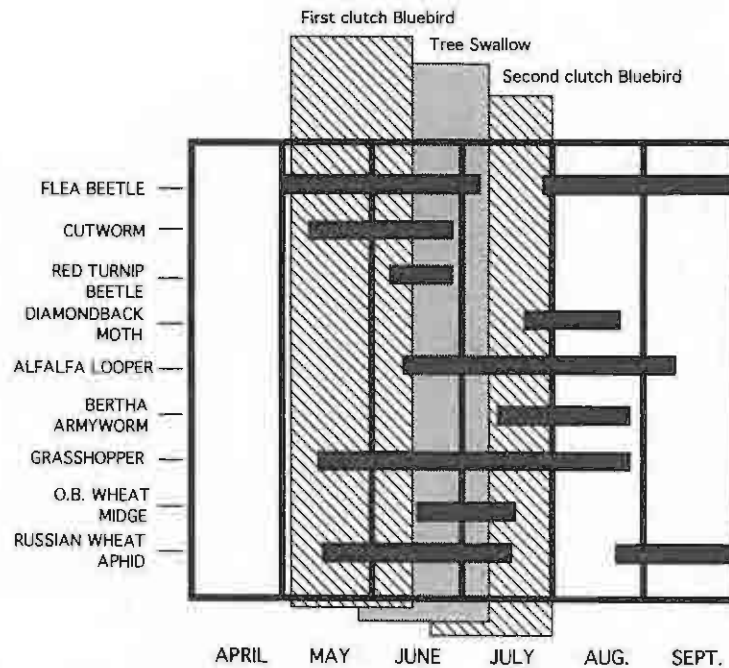 First clutch Bluebird
Tree Swallow
Second clutch Bluebird
FLEA BEETLE
CUTWORM
RED TURNIP
BEETLE
DIAMONDBACK
MOTH
ALFALFA LOOPER
BERTHA
ARMYWORM
GRASSHOPPER
O.B. WHEAT
MIDGE
RUSSIAN WHEAT
APHID
APRIL MAY JUNE JULY AUG. SEPT.